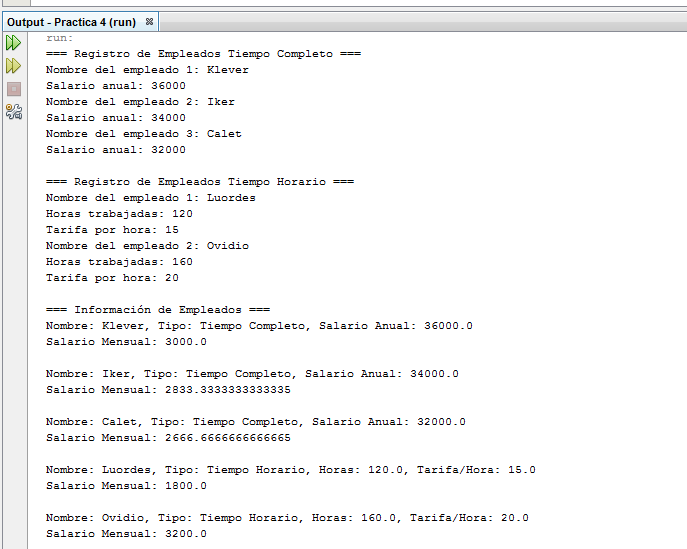 Output - Practica 4 (run)
run:
=== Registro de Empleados Tiempo Completo ===
Nombre del empleado 1: Klever
Salario anual: 36000
Nombre del empleado 2: Iker
Salario anual: 34000
Nombre del empleado 3: Calet
Salario anual: 32000
=== Registro de Empleados Tiempo Horario ===
Nombre del empleado 1: Luordes
Horas trabajadas: 120
Tarifa por hora: 15
Nombre del empleado 2: Ovidio
Horas trabajadas: 160
Tarifa por hora: 20
=== Información de Empleados ===
Nombre: Klever, Tipo: Tiempo Completo, Salario Anual: 36000.0
Salario Mensual: 3000.0
Nombre: Iker, Tipo: Tiempo Completo, Salario Anual: 34000.0
Salario Mensual: 2833.3333333333335
Nombre: Calet, Tipo: Tiempo Completo, Salario Anual: 32000.0
Salario Mensual: 2666.6666666666665
Nombre: Luordes, Tipo: Tiempo Horario, Horas: 120.0, Tarifa/Hora: 15.0
Salario Mensual: 1800.0
Nombre: Ovidio, Tipo: Tiempo Horario, Horas: 160.0, Tarifa/Hora: 20.0
Salario Mensual: 3200.0